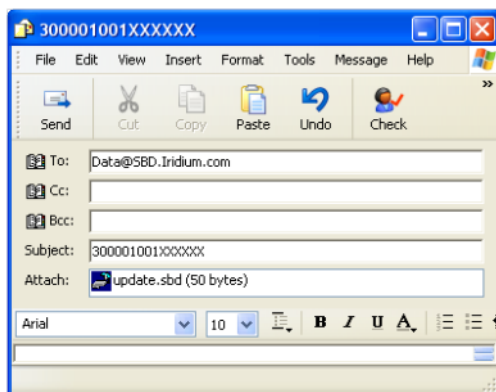 300001001XXXXXX
File Edit View Insert Format Tools Message Help
Send Cut Copy Paste Undo Check
To: Data@SBD.Iridium.com
Cc:
Bcc:
Subject: 300001001XXXXXX
Attach: update.sbd (50 bytes)
Arial 10 B I U A